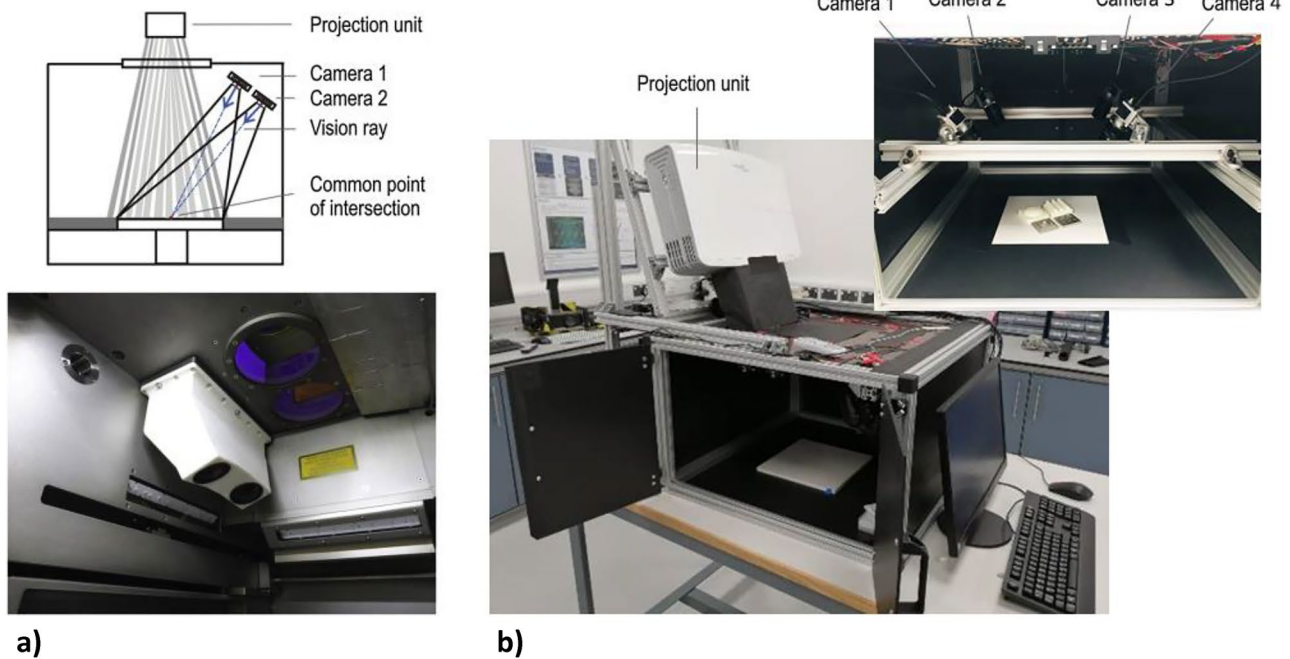 Projection unit
Camera 1
Camera 2
Vision ray
Common point
of intersection
Projection unit
Camera 1
Camera 2
Camera 3
Camera 4
a)
b)